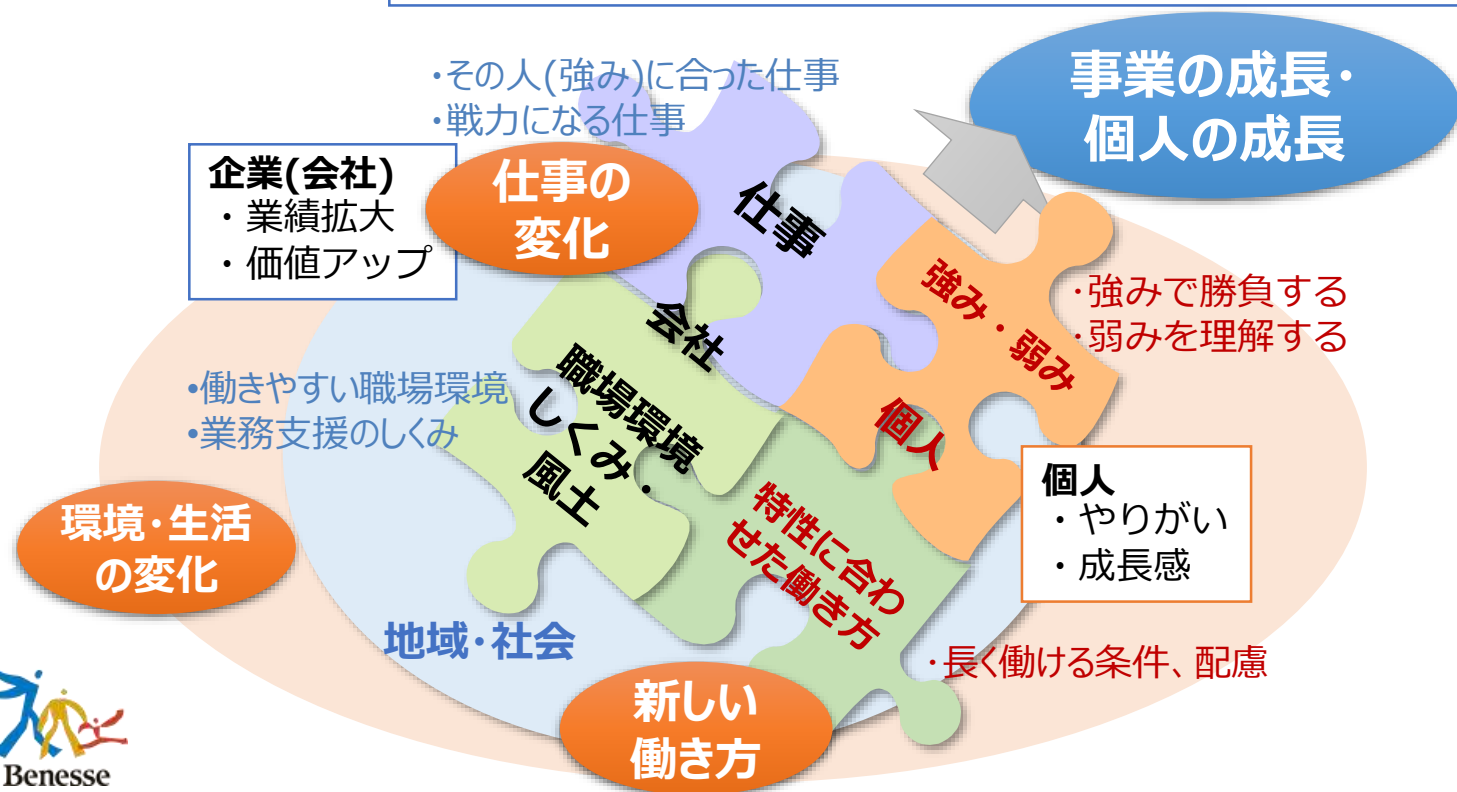 ・その人(強み)に合った仕事
・戦力になる仕事
事業の成長・
個人の成長
企業(会社)
・業績拡大
・価値アップ
仕事の
変化
仕事
会社
強み・弱み
個人
・強みで勝負する
・弱みを理解する
•働きやすい職場環境
•業務支援のしくみ
職場環境
しくみ・
風土
特性に合わ
せた働き方
個人
・やりがい
・成長感
環境・生活
の変化
地域・社会
・長く働ける条件、配慮
新しい
働き方
Benesse